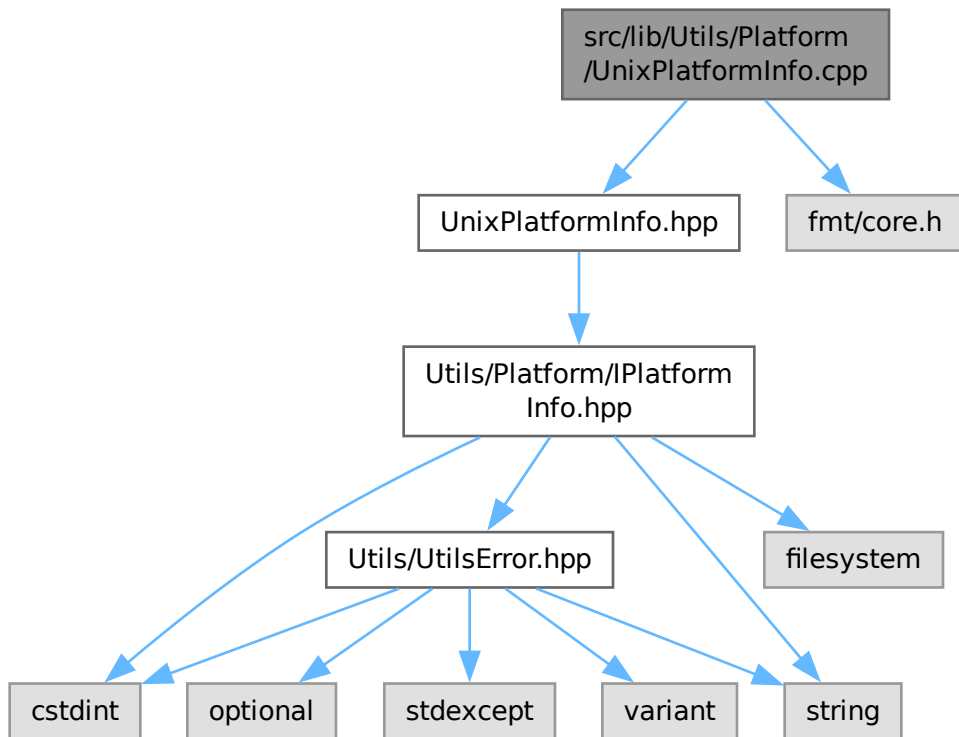 src/lib/Utils/Platform
/UnixPlatformInfo.cpp
UnixPlatformInfo.hpp
fmt/core.h
Utils/Platform/IPlatform
Info.hpp
Utils/UtilsError.hpp
filesystem
cstdint
optional
stdexcept
variant
string